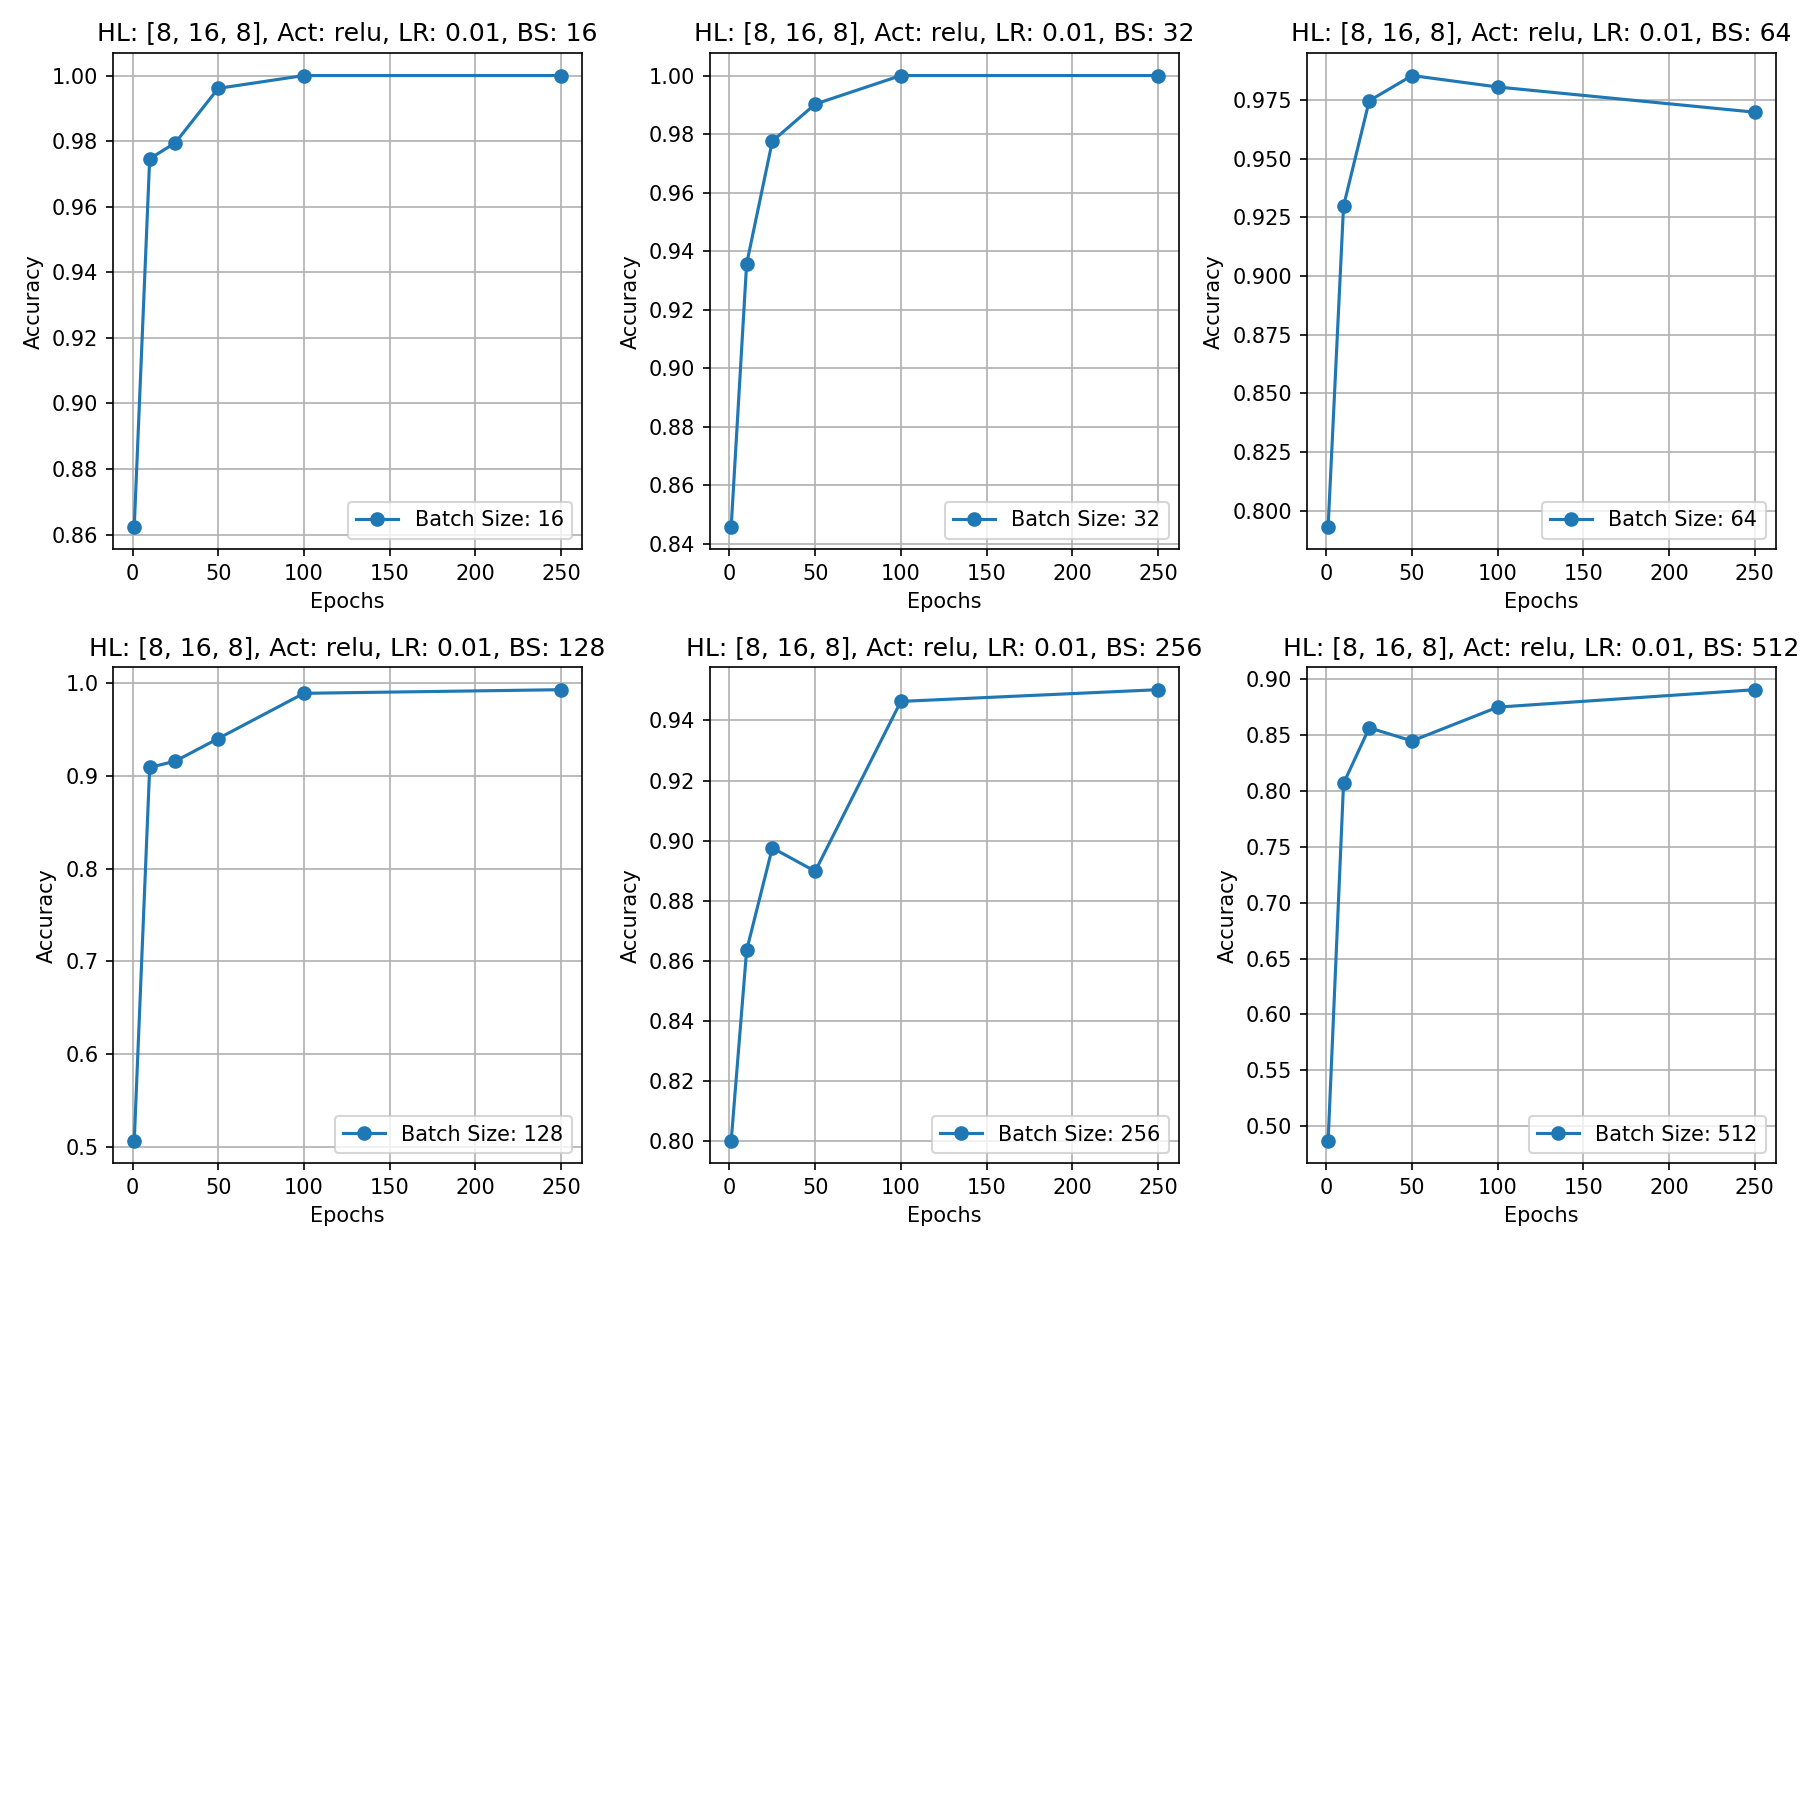 HL: [8, 16, 8], Act: relu, LR: 0.01, BS: 16
1.00
0.98
0.96
0.94
0.92
0.90
0.88
0.86
Accuracy
Batch Size: 16
0 50 100 150 200 250
Epochs
HL: [8, 16, 8], Act: relu, LR: 0.01, BS: 32
1.00
0.98
0.96
0.94
0.92
0.90
0.88
0.86
0.84
Accuracy
Batch Size: 32
0 50 100 150 200 250
Epochs
HL: [8, 16, 8], Act: relu, LR: 0.01, BS: 64
0.975
0.950
0.925
0.900
0.875
0.850
0.825
0.800
Accuracy
Batch Size: 64
0 50 100 150 200 250
Epochs
HL: [8, 16, 8], Act: relu, LR: 0.01, BS: 128
1.0
0.9
0.8
0.7
0.6
0.5
Accuracy
Batch Size: 128
0 50 100 150 200 250
Epochs
HL: [8, 16, 8], Act: relu, LR: 0.01, BS: 256
0.94
0.92
0.90
0.88
0.86
0.84
0.82
0.80
Accuracy
Batch Size: 256
0 50 100 150 200 250
Epochs
HL: [8, 16, 8], Act: relu, LR: 0.01, BS: 512
0.90
0.85
0.80
0.75
0.70
0.65
0.60
0.55
0.50
Accuracy
Batch Size: 512
0 50 100 150 200 250
Epochs